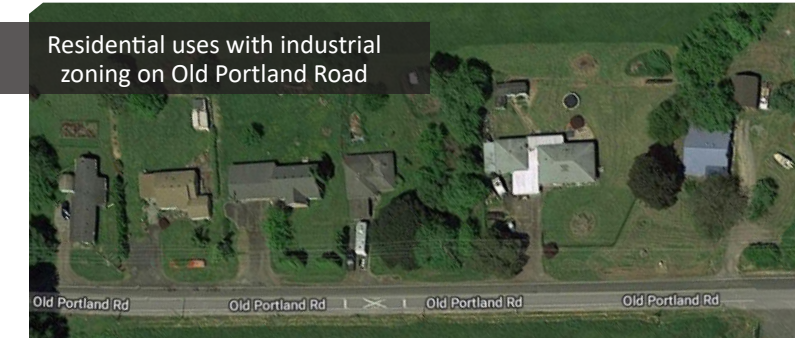 Residential uses with industrial
zoning on Old Portland Road
Old Portland Rd
Old Portland Rd
Old Portland Rd
Old Portland Rd